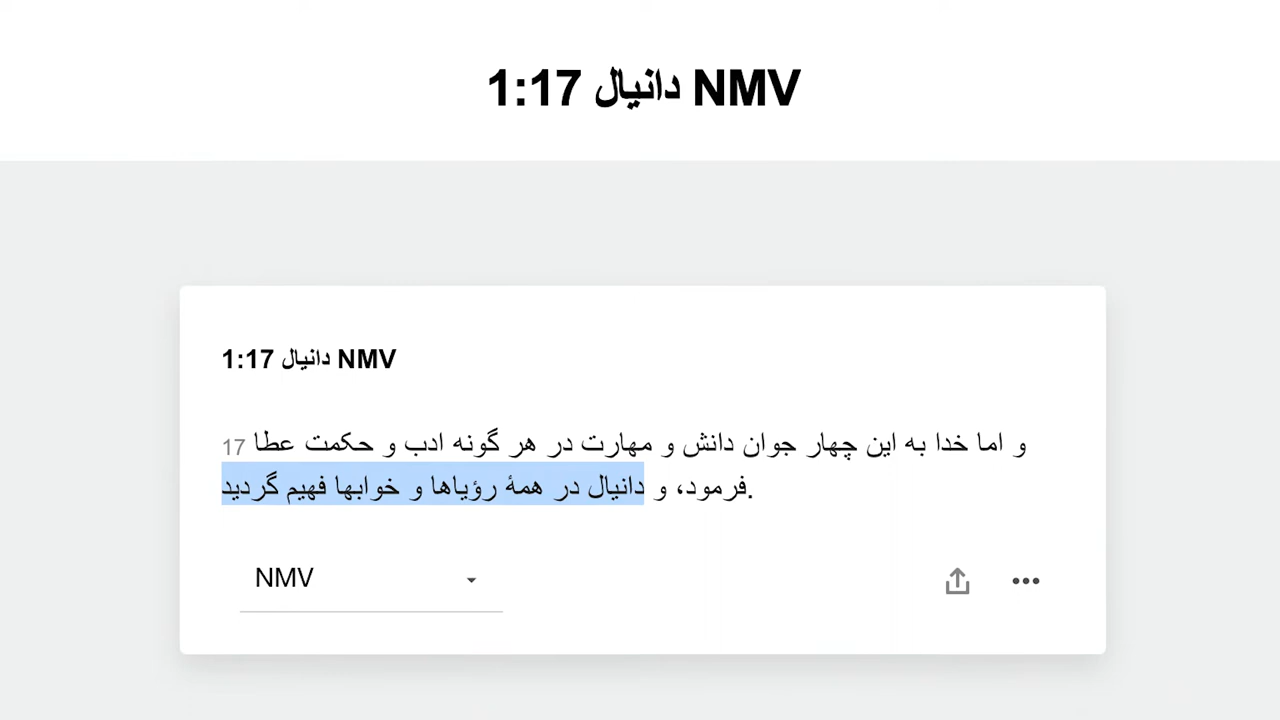 دانیال 1:17 NMV
دانیال 1:17 NMV
17 و اما خدا به این چهار جوان دانش و مهارت در هر گونه ادب و حکمت عطا
فرمود، و دانیال در همهٔ رؤیاها و خوابها فهیم گردید.
NMV